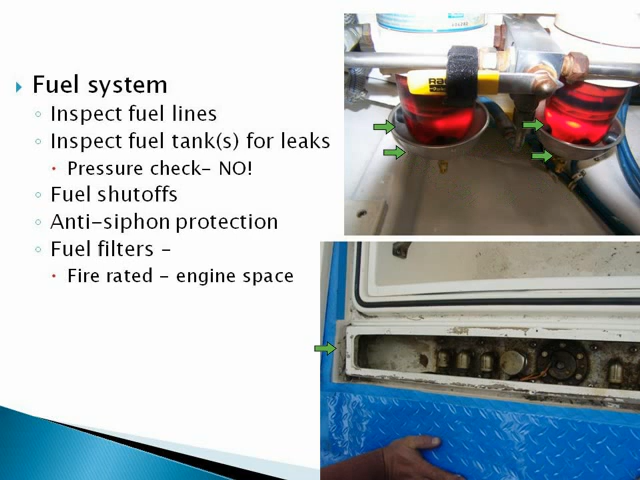 Fuel system
Inspect fuel lines
Inspect fuel tank(s) for leaks
Pressure check– NO!
Fuel shutoffs
Anti-siphon protection
Fuel filters –
Fire rated – engine space